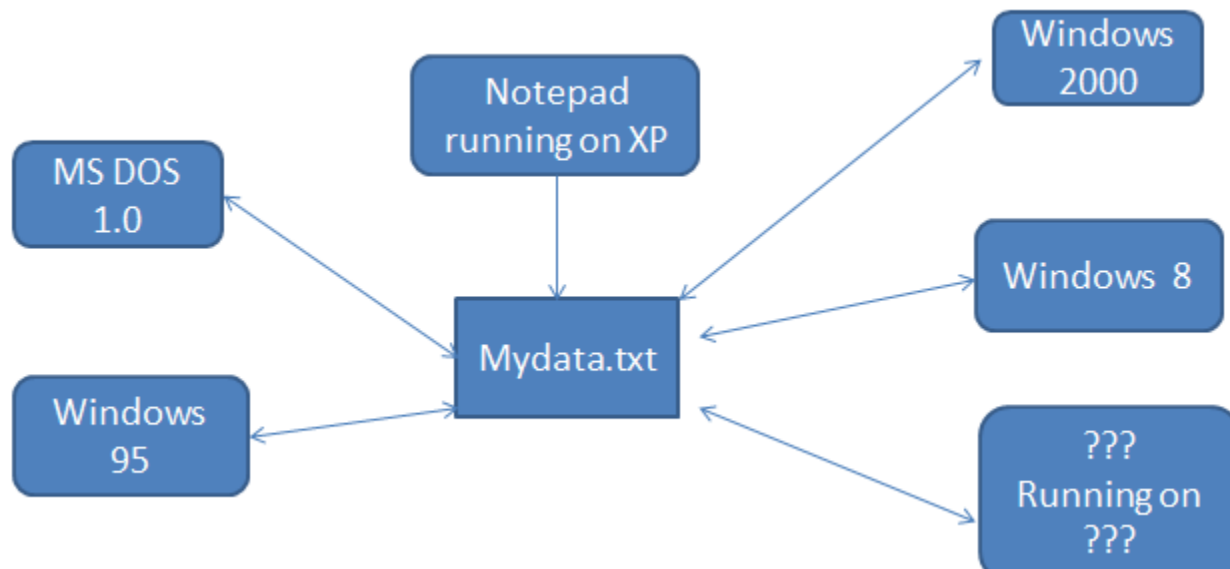 Windows
2000
Notepad
running on XP
MS DOS
1.0
Windows  8
Mydata.txt
Windows
95
???
Running on
???